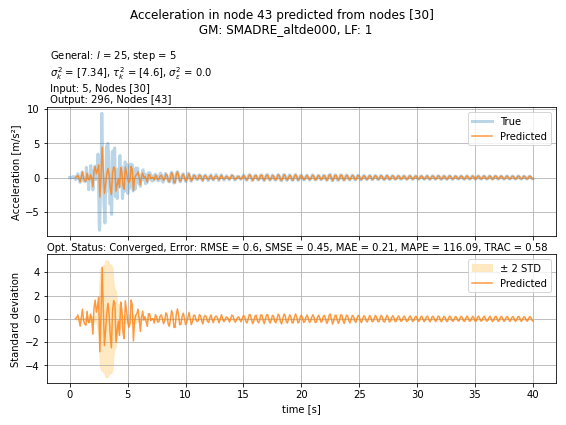 Acceleration in node 43 predicted from nodes [30]
GM: SMADRE_altde000, LF: 1
General: l = 25, step = 5
σ²ₖ = [7.34], τ²ₖ = [4.6], σ²ε = 0.0
Input: 5, Nodes [30]
Output: 296, Nodes [43]
10
5
0
−5
Acceleration [m/s²]
True
Predicted
Opt. Status: Converged, Error: RMSE = 0.6, SMSE = 0.45, MAE = 0.21, MAPE = 116.09, TRAC = 0.58
4
2
0
−2
−4
Standard deviation
± 2 STD
Predicted
0 5 10 15 20 25 30 35 40
time [s]